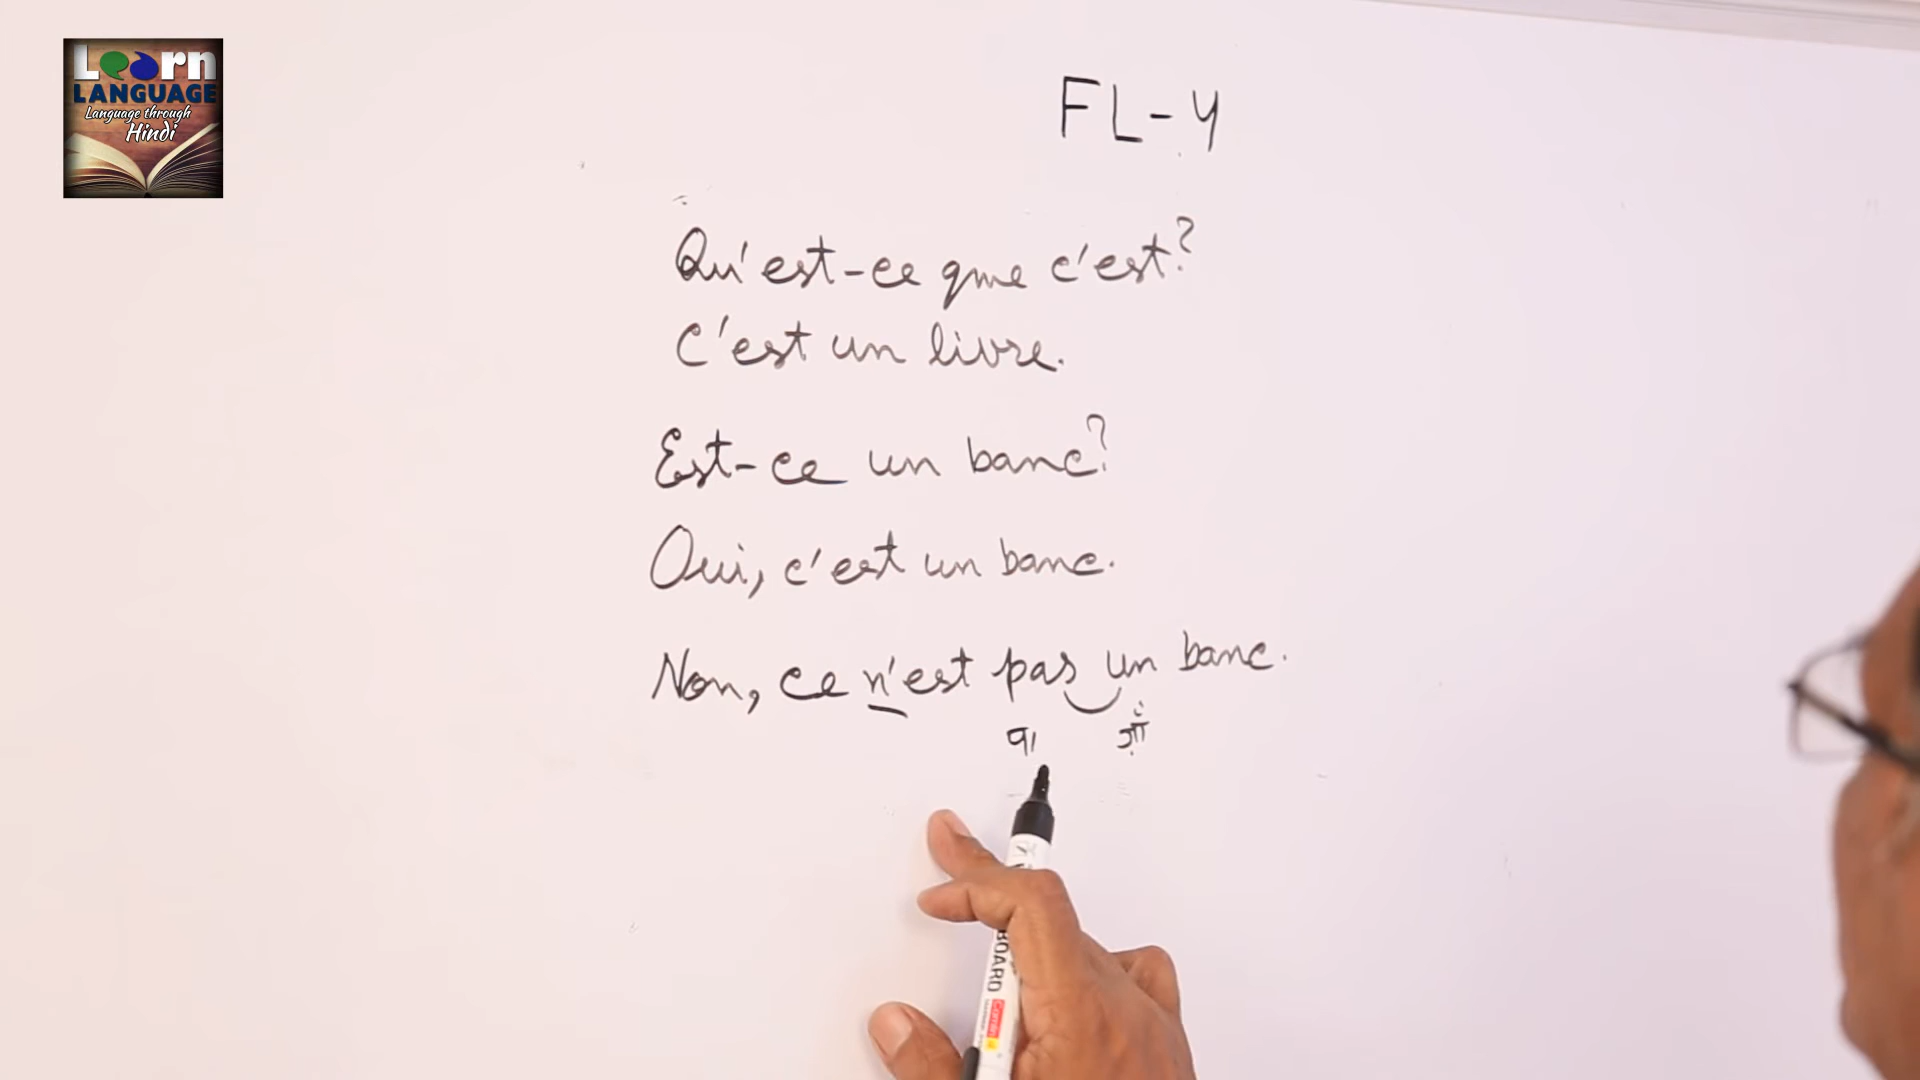 Learn
LANGUAGE
Language through
Hindi
FL-4
Qu'est-ce que c'est?
C'est un livre.
Est-ce un banc?
Oui, c'est un banc.
Non, ce n'est pas un banc.
पा
BOARD
Camlin